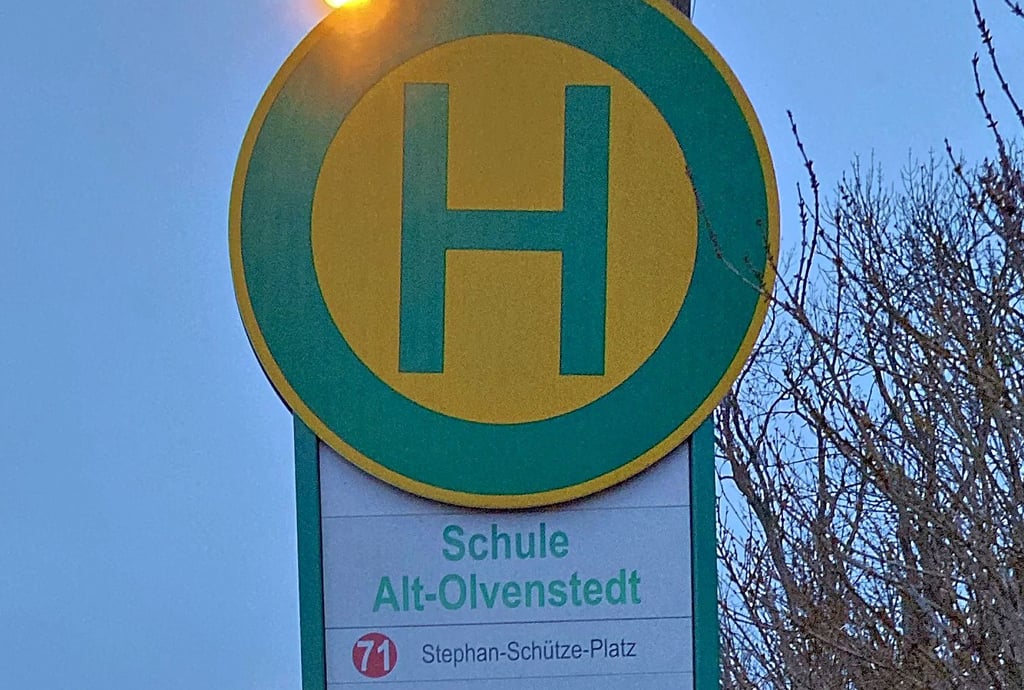 H
Schule
Alt-Olvenstedt
71 Stephan-Schütze-Platz